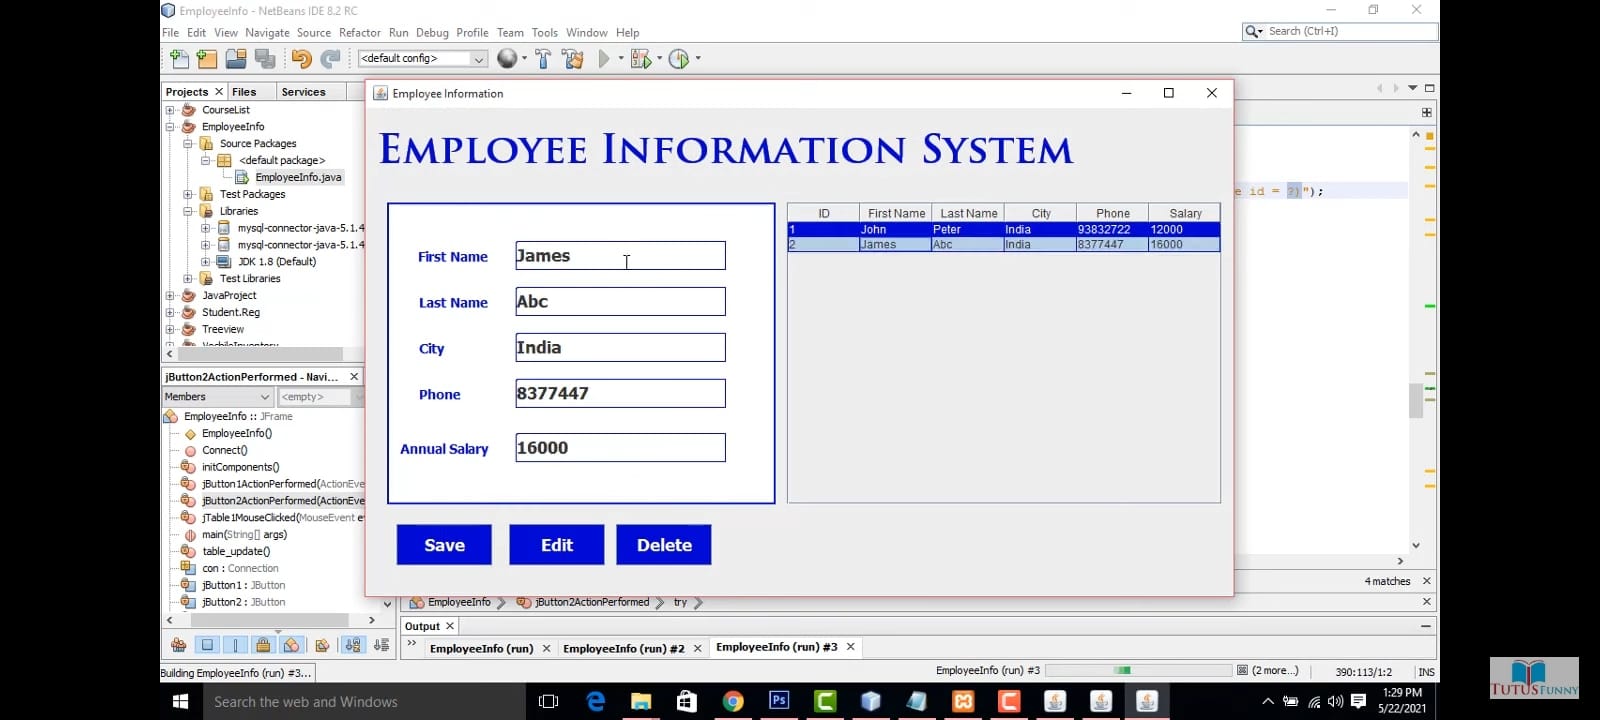 EmployeeInfo - NetBeans IDE 8.2 RC
File Edit View Navigate Source Refactor Run Debug Profile Team Tools Window Help
Search (Ctrl+I)
<default config>
Projects Files Services
CourseList
EmployeeInfo
Source Packages
<default package>
EmployeeInfo.java
Test Packages
Libraries
mysql-connector-java-5.1.4
mysql-connector-java-5.1.4
JDK 1.8 (Default)
Test Libraries
JavaProject
Student.Reg
Treeview
jButton2ActionPerformed - Navi...
Members <empty>
EmployeeInfo :: JFrame
EmployeeInfo()
Connect()
initComponents()
jButton1ActionPerformed(ActionEve
jButton2ActionPerformed(ActionEve
jTable1MouseClicked(MouseEvent e
main(String[] args)
table_update()
con : Connection
jButton1 : JButton
jButton2 : JButton
Employee Information
Employee Information System
First Name James
Last Name Abc
City India
Phone 8377447
Annual Salary 16000
Save Edit Delete
ID First Name Last Name City Phone Salary
1 John Peter India 93832722 12000
2 James Abc India 8377447 16000
e id = ?)");
4 matches
EmployeeInfo jButton2ActionPerformed try
Output
EmployeeInfo (run) EmployeeInfo (run) #2 EmployeeInfo (run) #3
Building EmployeeInfo (run) #3...
EmployeeInfo (run) #3 (2 more...) 390:113/1:2 INS
Search the web and Windows
Ps
1:29 PM
5/22/2021
TUTUSFUNNY